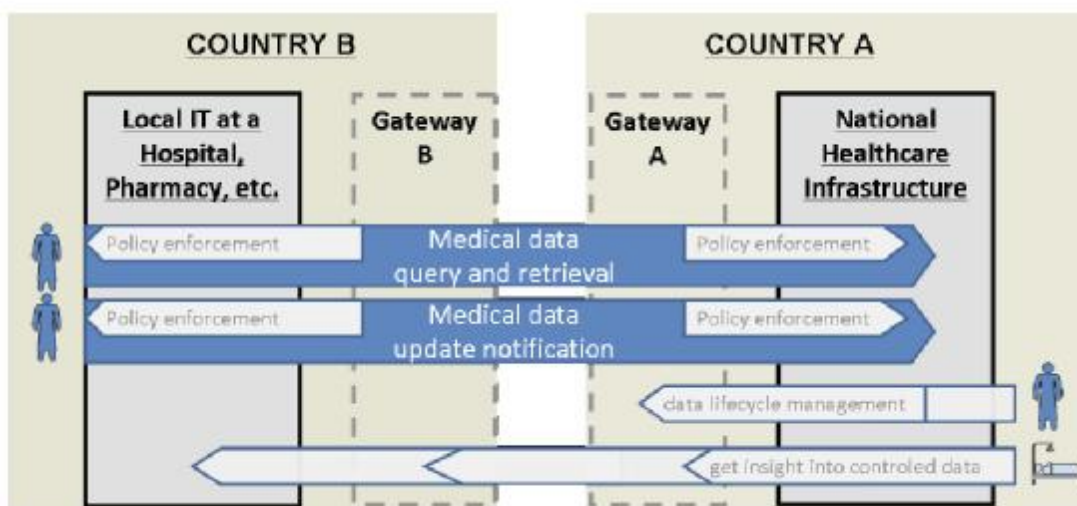 COUNTRY B
COUNTRY A
Local IT at a
Hospital,
Pharmacy, etc.
Gateway
B
Gateway
A
National
Healthcare
Infrastructure
Policy enforcement
Medical data
query and retrieval
Policy enforcement
Policy enforcement
Medical data
update notification
Policy enforcement
data lifecycle management
get insight into controled data